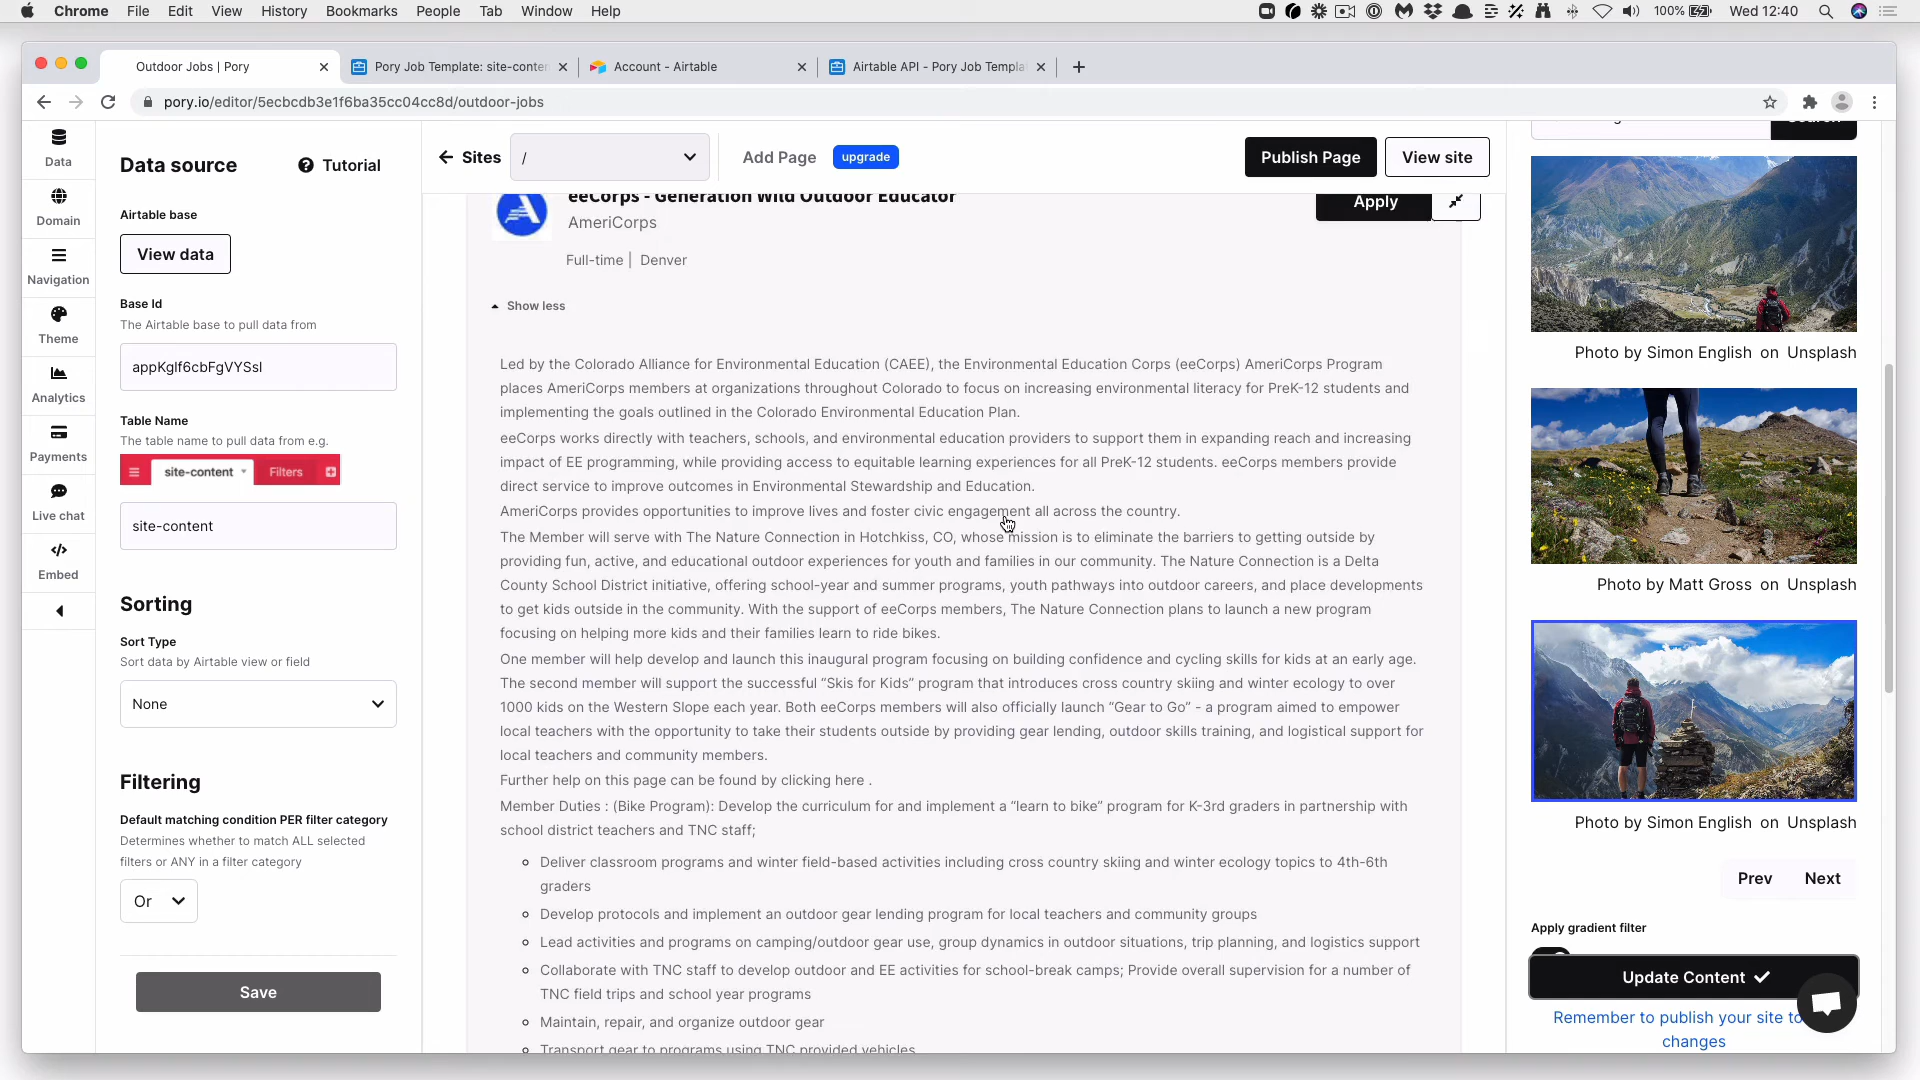 Chrome File Edit View History Bookmarks People Tab Window Help 100% Wed 12:40
Outdoor Jobs | Pory
Pory Job Template: site-conten
Account - Airtable
Airtable API - Pory Job Templa
pory.io/editor/5ecbcdb3e1f6ba35cc04cc8d/outdoor-jobs
Data
Domain
Navigation
Theme
Analytics
Payments
Live chat
Embed
Data source
Tutorial
Airtable base
View data
Base Id
The Airtable base to pull data from
appKglf6cbFgVYSsl
Table Name
The table name to pull data from e.g.
site-content Filters
site-content
Sorting
Sort Type
Sort data by Airtable view or field
None
Filtering
Default matching condition PER filter category
Determines whether to match ALL selected
filters or ANY in a filter category
Or
Save
Sites
/
Add Page
upgrade
Publish Page
View site
eeCorps - Generation Wild Outdoor Educator
AmeriCorps
Full-time | Denver
Apply
Show less
Led by the Colorado Alliance for Environmental Education (CAEE), the Environmental Education Corps (eeCorps) AmeriCorps Program
places AmeriCorps members at organizations throughout Colorado to focus on increasing environmental literacy for PreK-12 students and
implementing the goals outlined in the Colorado Environmental Education Plan.
eeCorps works directly with teachers, schools, and environmental education providers to support them in expanding reach and increasing
impact of EE programming, while providing access to equitable learning experiences for all PreK-12 students. eeCorps members provide
direct service to improve outcomes in Environmental Stewardship and Education.
AmeriCorps provides opportunities to improve lives and foster civic engagement all across the country.
The Member will serve with The Nature Connection in Hotchkiss, CO, whose mission is to eliminate the barriers to getting outside by
providing fun, active, and educational outdoor experiences for youth and families in our community. The Nature Connection is a Delta
County School District initiative, offering school-year and summer programs, youth pathways into outdoor careers, and place developments
to get kids outside in the community. With the support of eeCorps members, The Nature Connection plans to launch a new program
focusing on helping more kids and their families learn to ride bikes.
One member will help develop and launch this inaugural program focusing on building confidence and cycling skills for kids at an early age.
The second member will support the successful “Skis for Kids” program that introduces cross country skiing and winter ecology to over
1000 kids on the Western Slope each year. Both eeCorps members will also officially launch “Gear to Go” - a program aimed to empower
local teachers with the opportunity to take their students outside by providing gear lending, outdoor skills training, and logistical support for
local teachers and community members.
Further help on this page can be found by clicking here .
Member Duties : (Bike Program): Develop the curriculum for and implement a “learn to bike” program for K-3rd graders in partnership with
school district teachers and TNC staff;
Deliver classroom programs and winter field-based activities including cross country skiing and winter ecology topics to 4th-6th
graders
Develop protocols and implement an outdoor gear lending program for local teachers and community groups
Lead activities and programs on camping/outdoor gear use, group dynamics in outdoor situations, trip planning, and logistics support
Collaborate with TNC staff to develop outdoor and EE activities for school-break camps; Provide overall supervision for a number of
TNC field trips and school year programs
Maintain, repair, and organize outdoor gear
Transport gear to programs using TNC provided vehicles
Photo by Simon English on Unsplash
Photo by Matt Gross on Unsplash
Photo by Simon English on Unsplash
Prev Next
Apply gradient filter
Update Content
Remember to publish your site to
changes